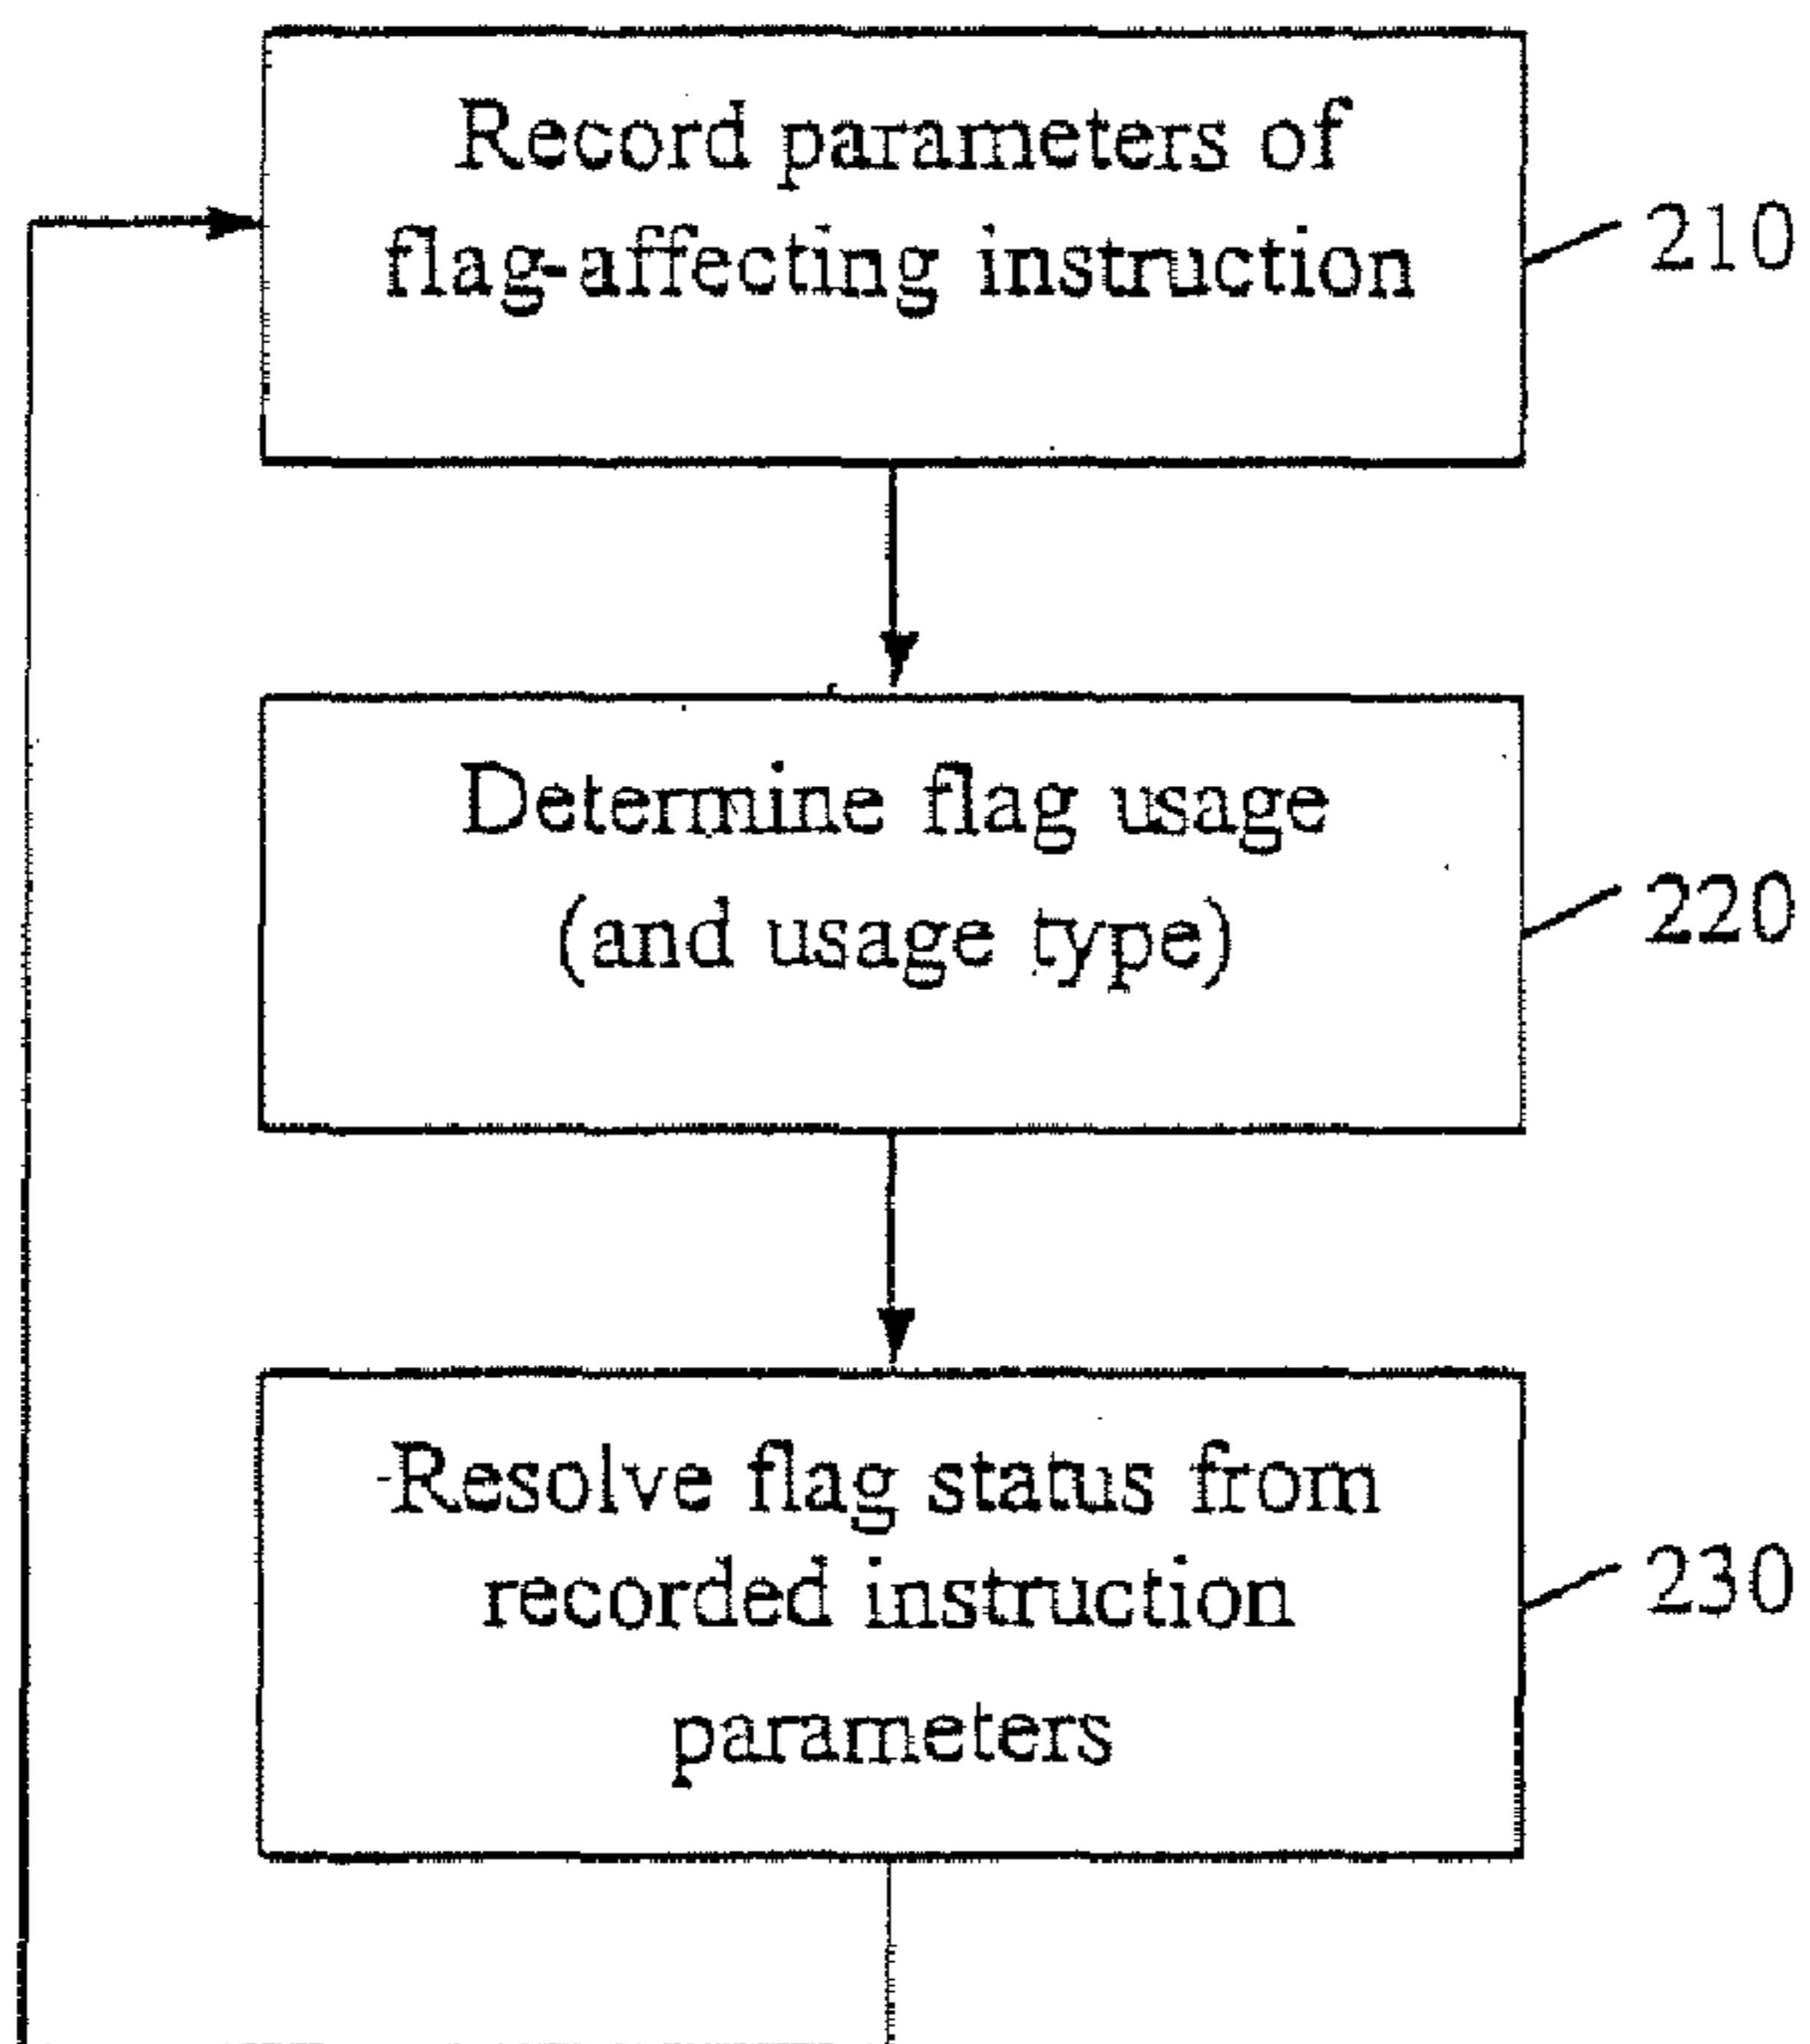 Record parameters of
flag-affecting instruction
210
Determine flag usage
(and usage type)
220
Resolve flag status from
recorded instruction
parameters
230